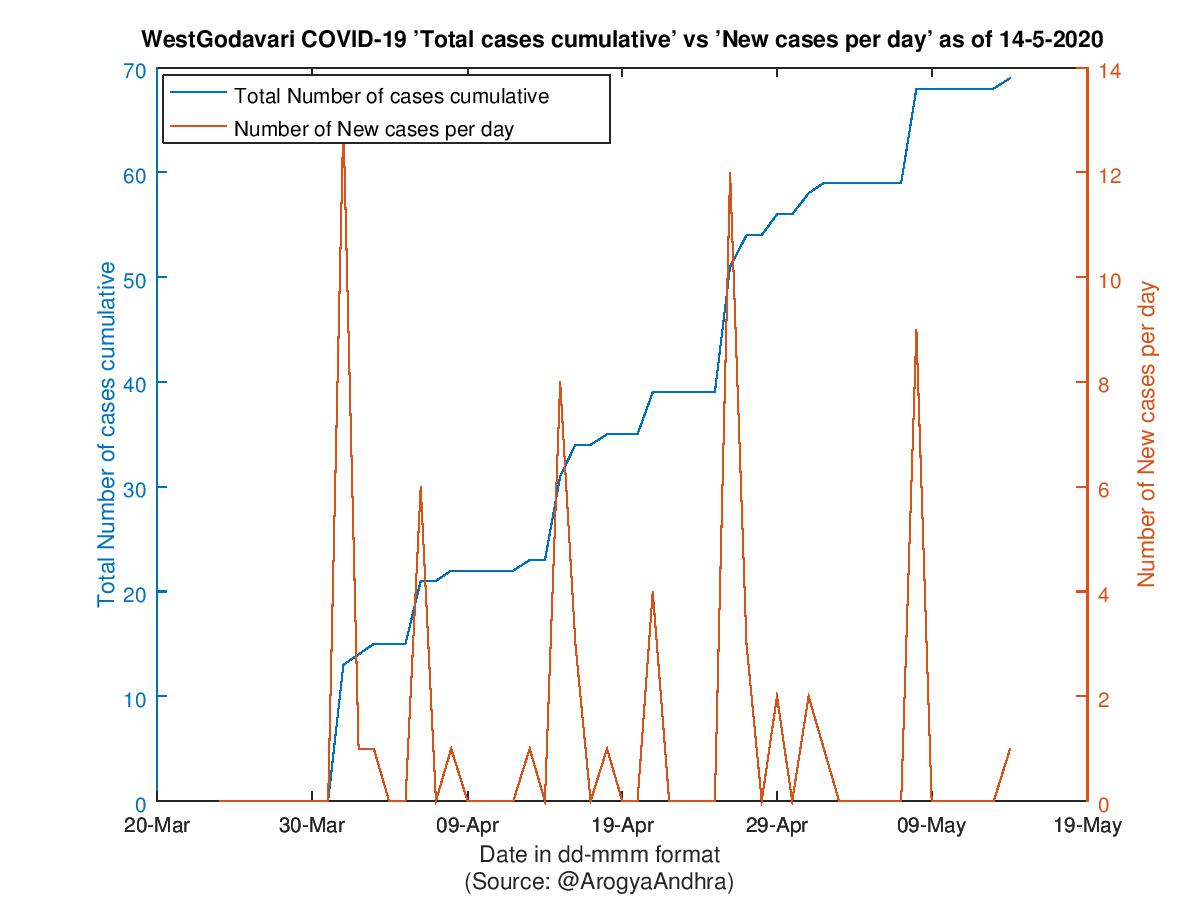 WestGodavari COVID-19 ’Total cases cumulative’ vs ’New cases per day’ as of 14-5-2020
Total Number of cases cumulative
Number of New cases per day
70
60
50
40
30
20
10
0
Total Number of cases cumulative
14
12
10
8
6
4
2
0
Number of New cases per day
20-Mar 30-Mar 09-Apr 19-Apr 29-Apr 09-May 19-May
Date in dd-mmm format
(Source: @ArogyaAndhra)